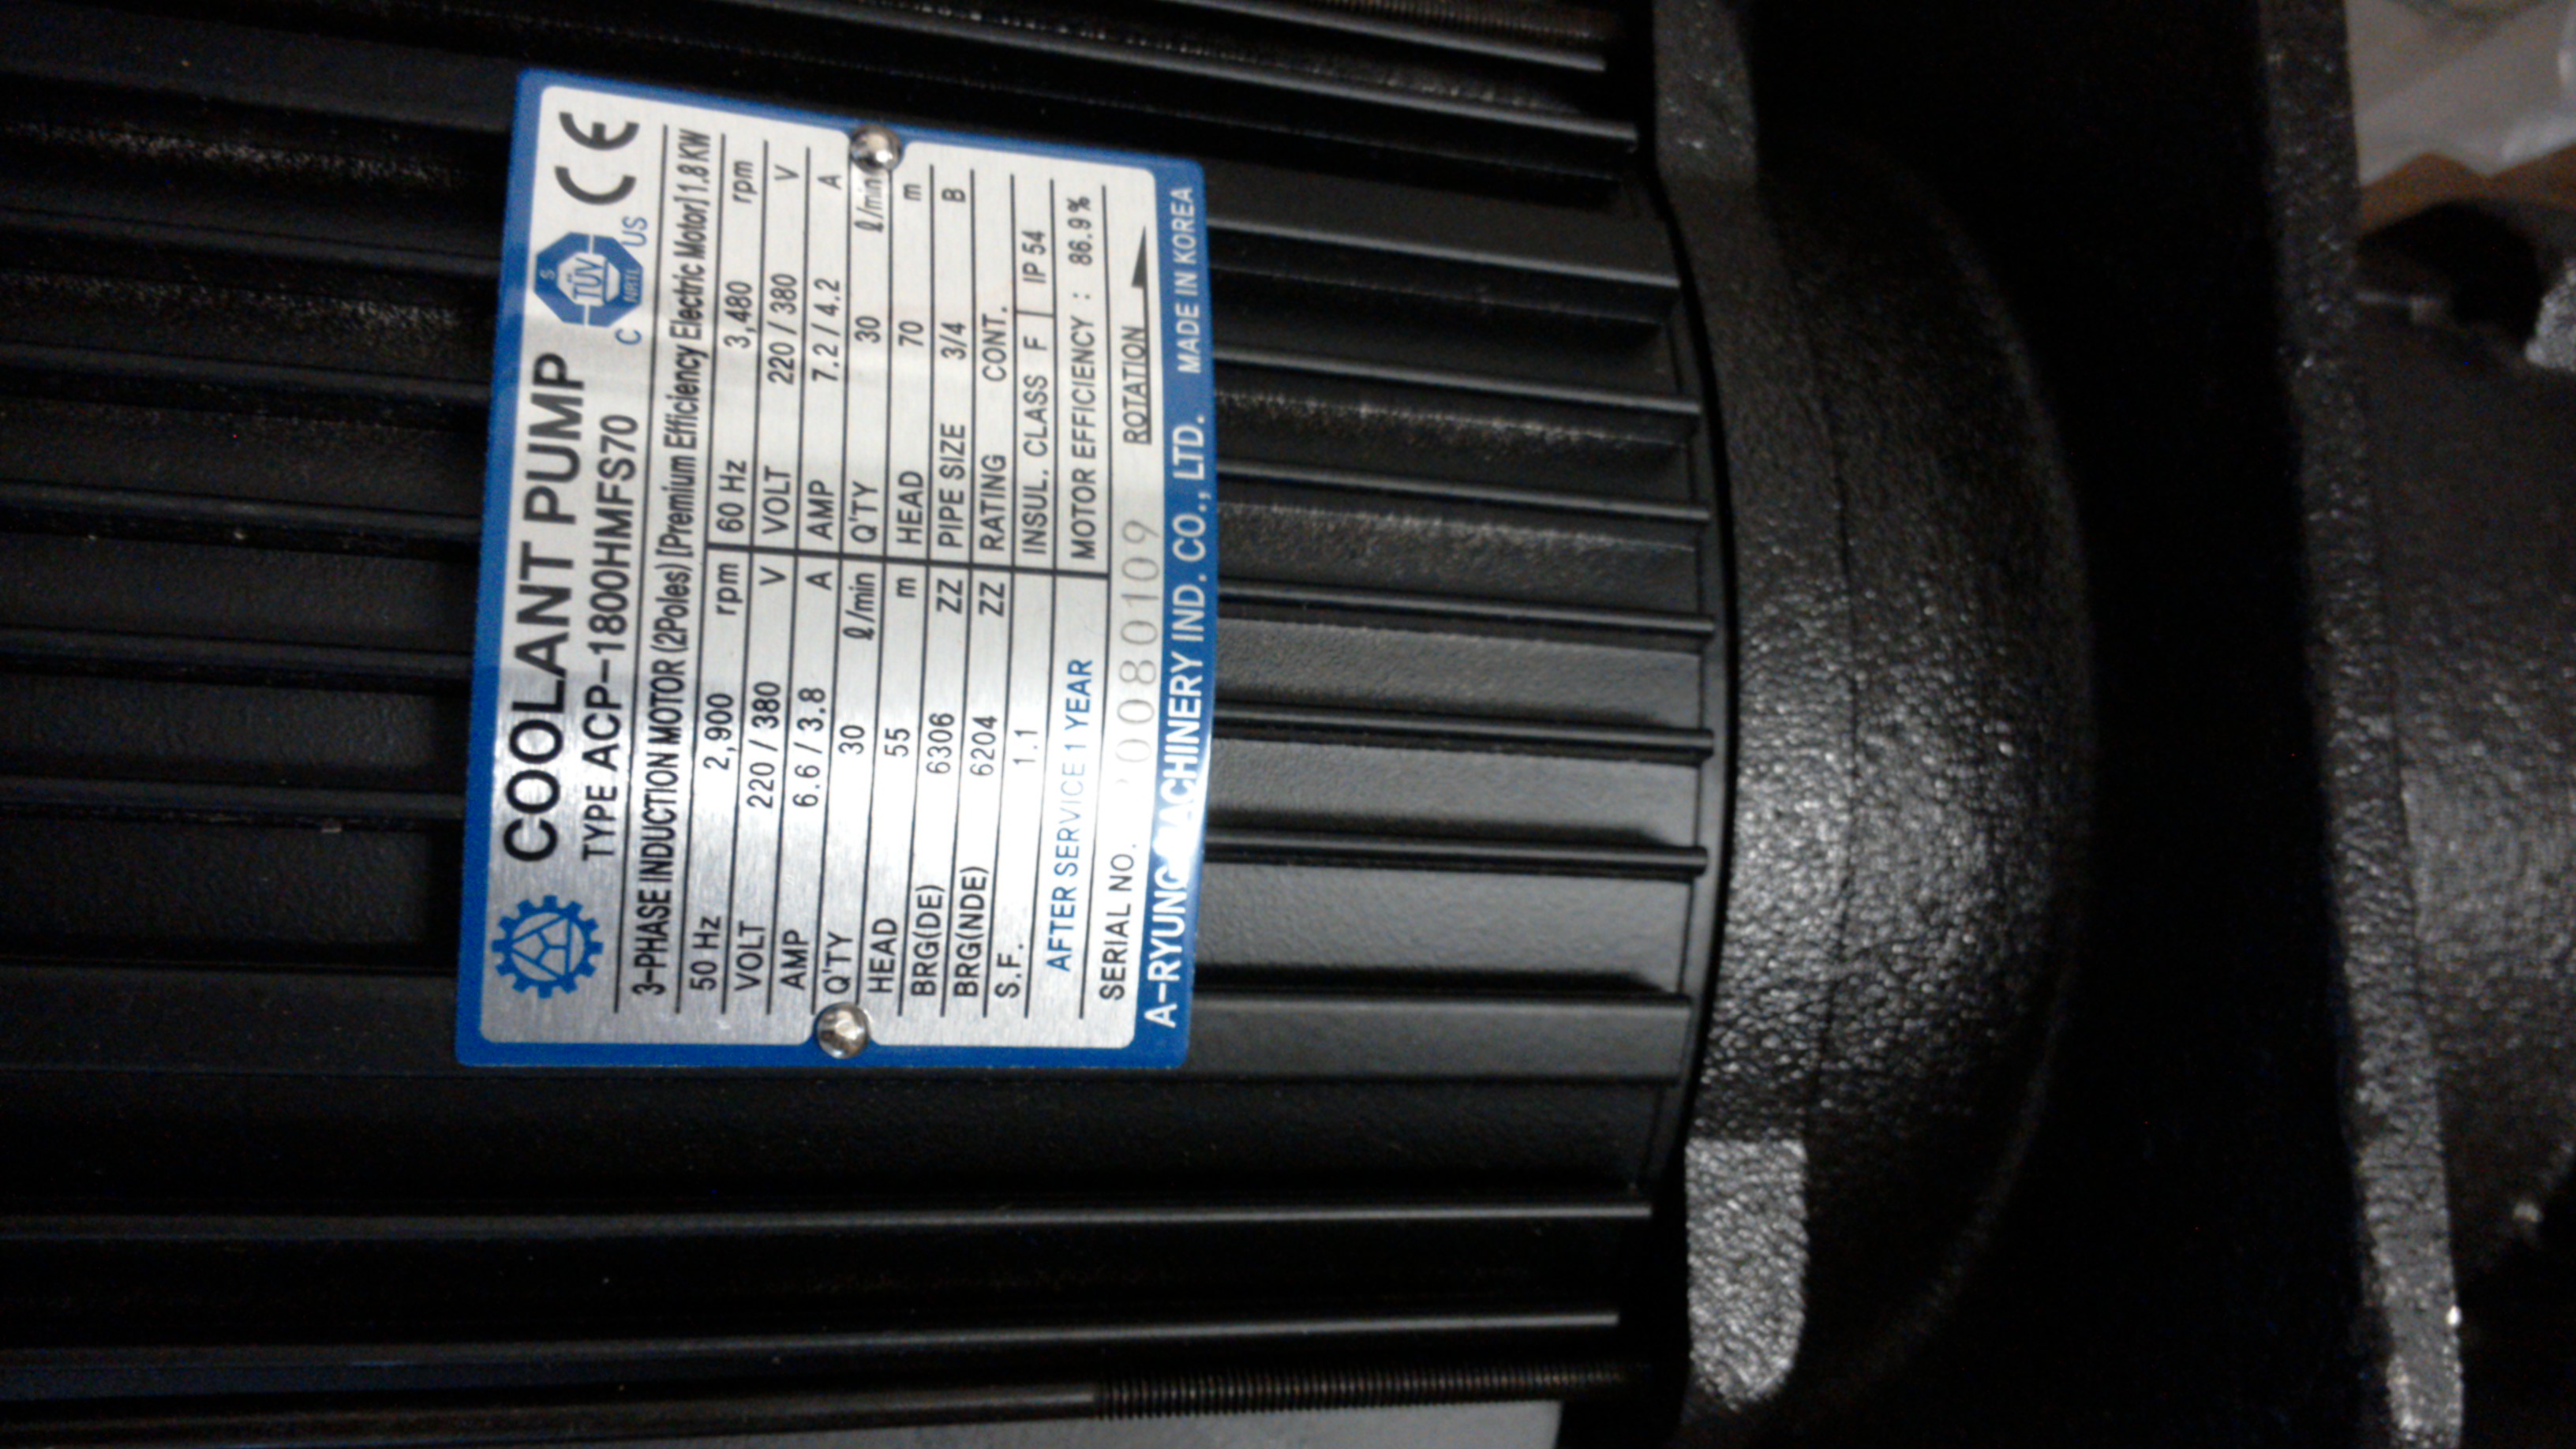 COOLANT PUMP
TYPE ACP-1800HMFS70
C S TÜV NRTL US CE
3-PHASE INDUCTION MOTOR (2Poles) [Premium Efficiency Electric Motor] 1.8 KW
50 Hz 2,900 rpm 60 Hz 3,480 rpm
VOLT 220 / 380 V VOLT 220 / 380 V
AMP 6.6 / 3.8 A AMP 7.2 / 4.2 A
Q'TY 30 ℓ/min Q'TY 30 ℓ/min
HEAD 55 m HEAD 70 m
BRG(DE) 6306 ZZ PIPE SIZE 3/4 B
BRG(NDE) 6204 ZZ RATING CONT.
S.F. 1.1 INSUL. CLASS F IP 54
AFTER SERVICE 1 YEAR MOTOR EFFICIENCY : 86.9 %
SERIAL NO. ROTATION
A-RYUNG MACHINERY IND. CO., LTD. MADE IN KOREA